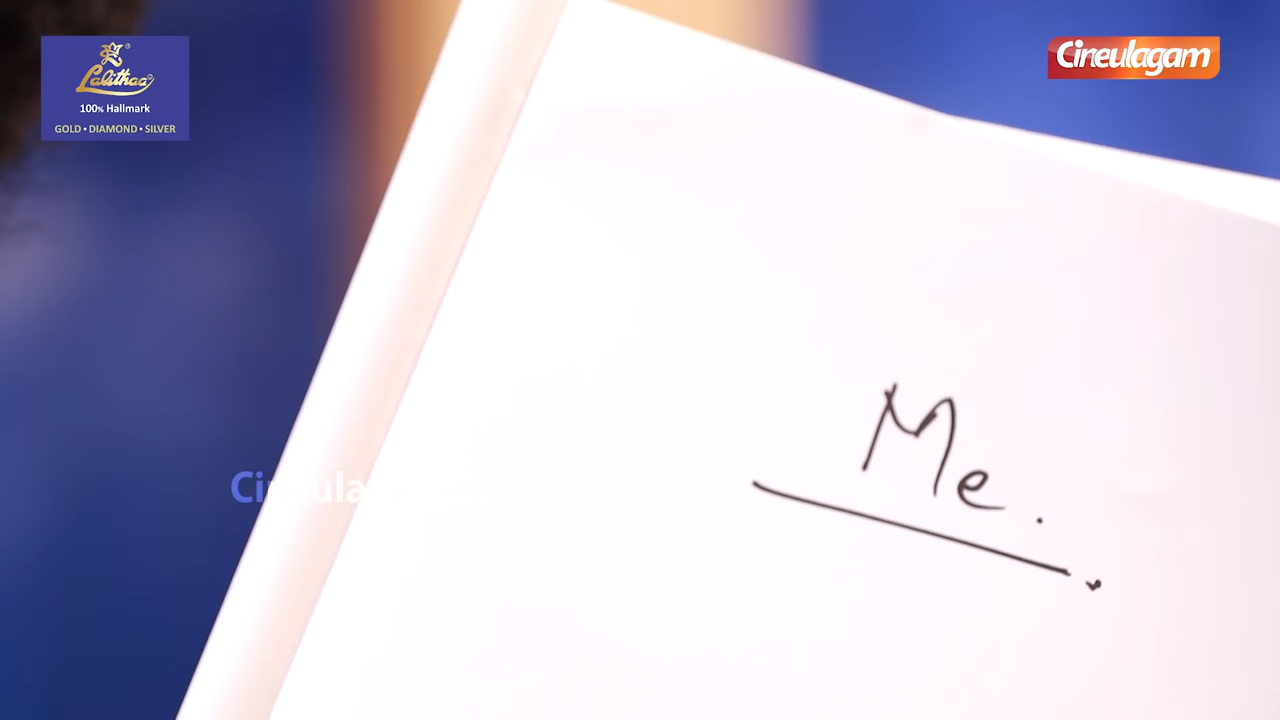 Lalithaa
100% Hallmark
GOLD • DIAMOND • SILVER
Cineulagam
Me.